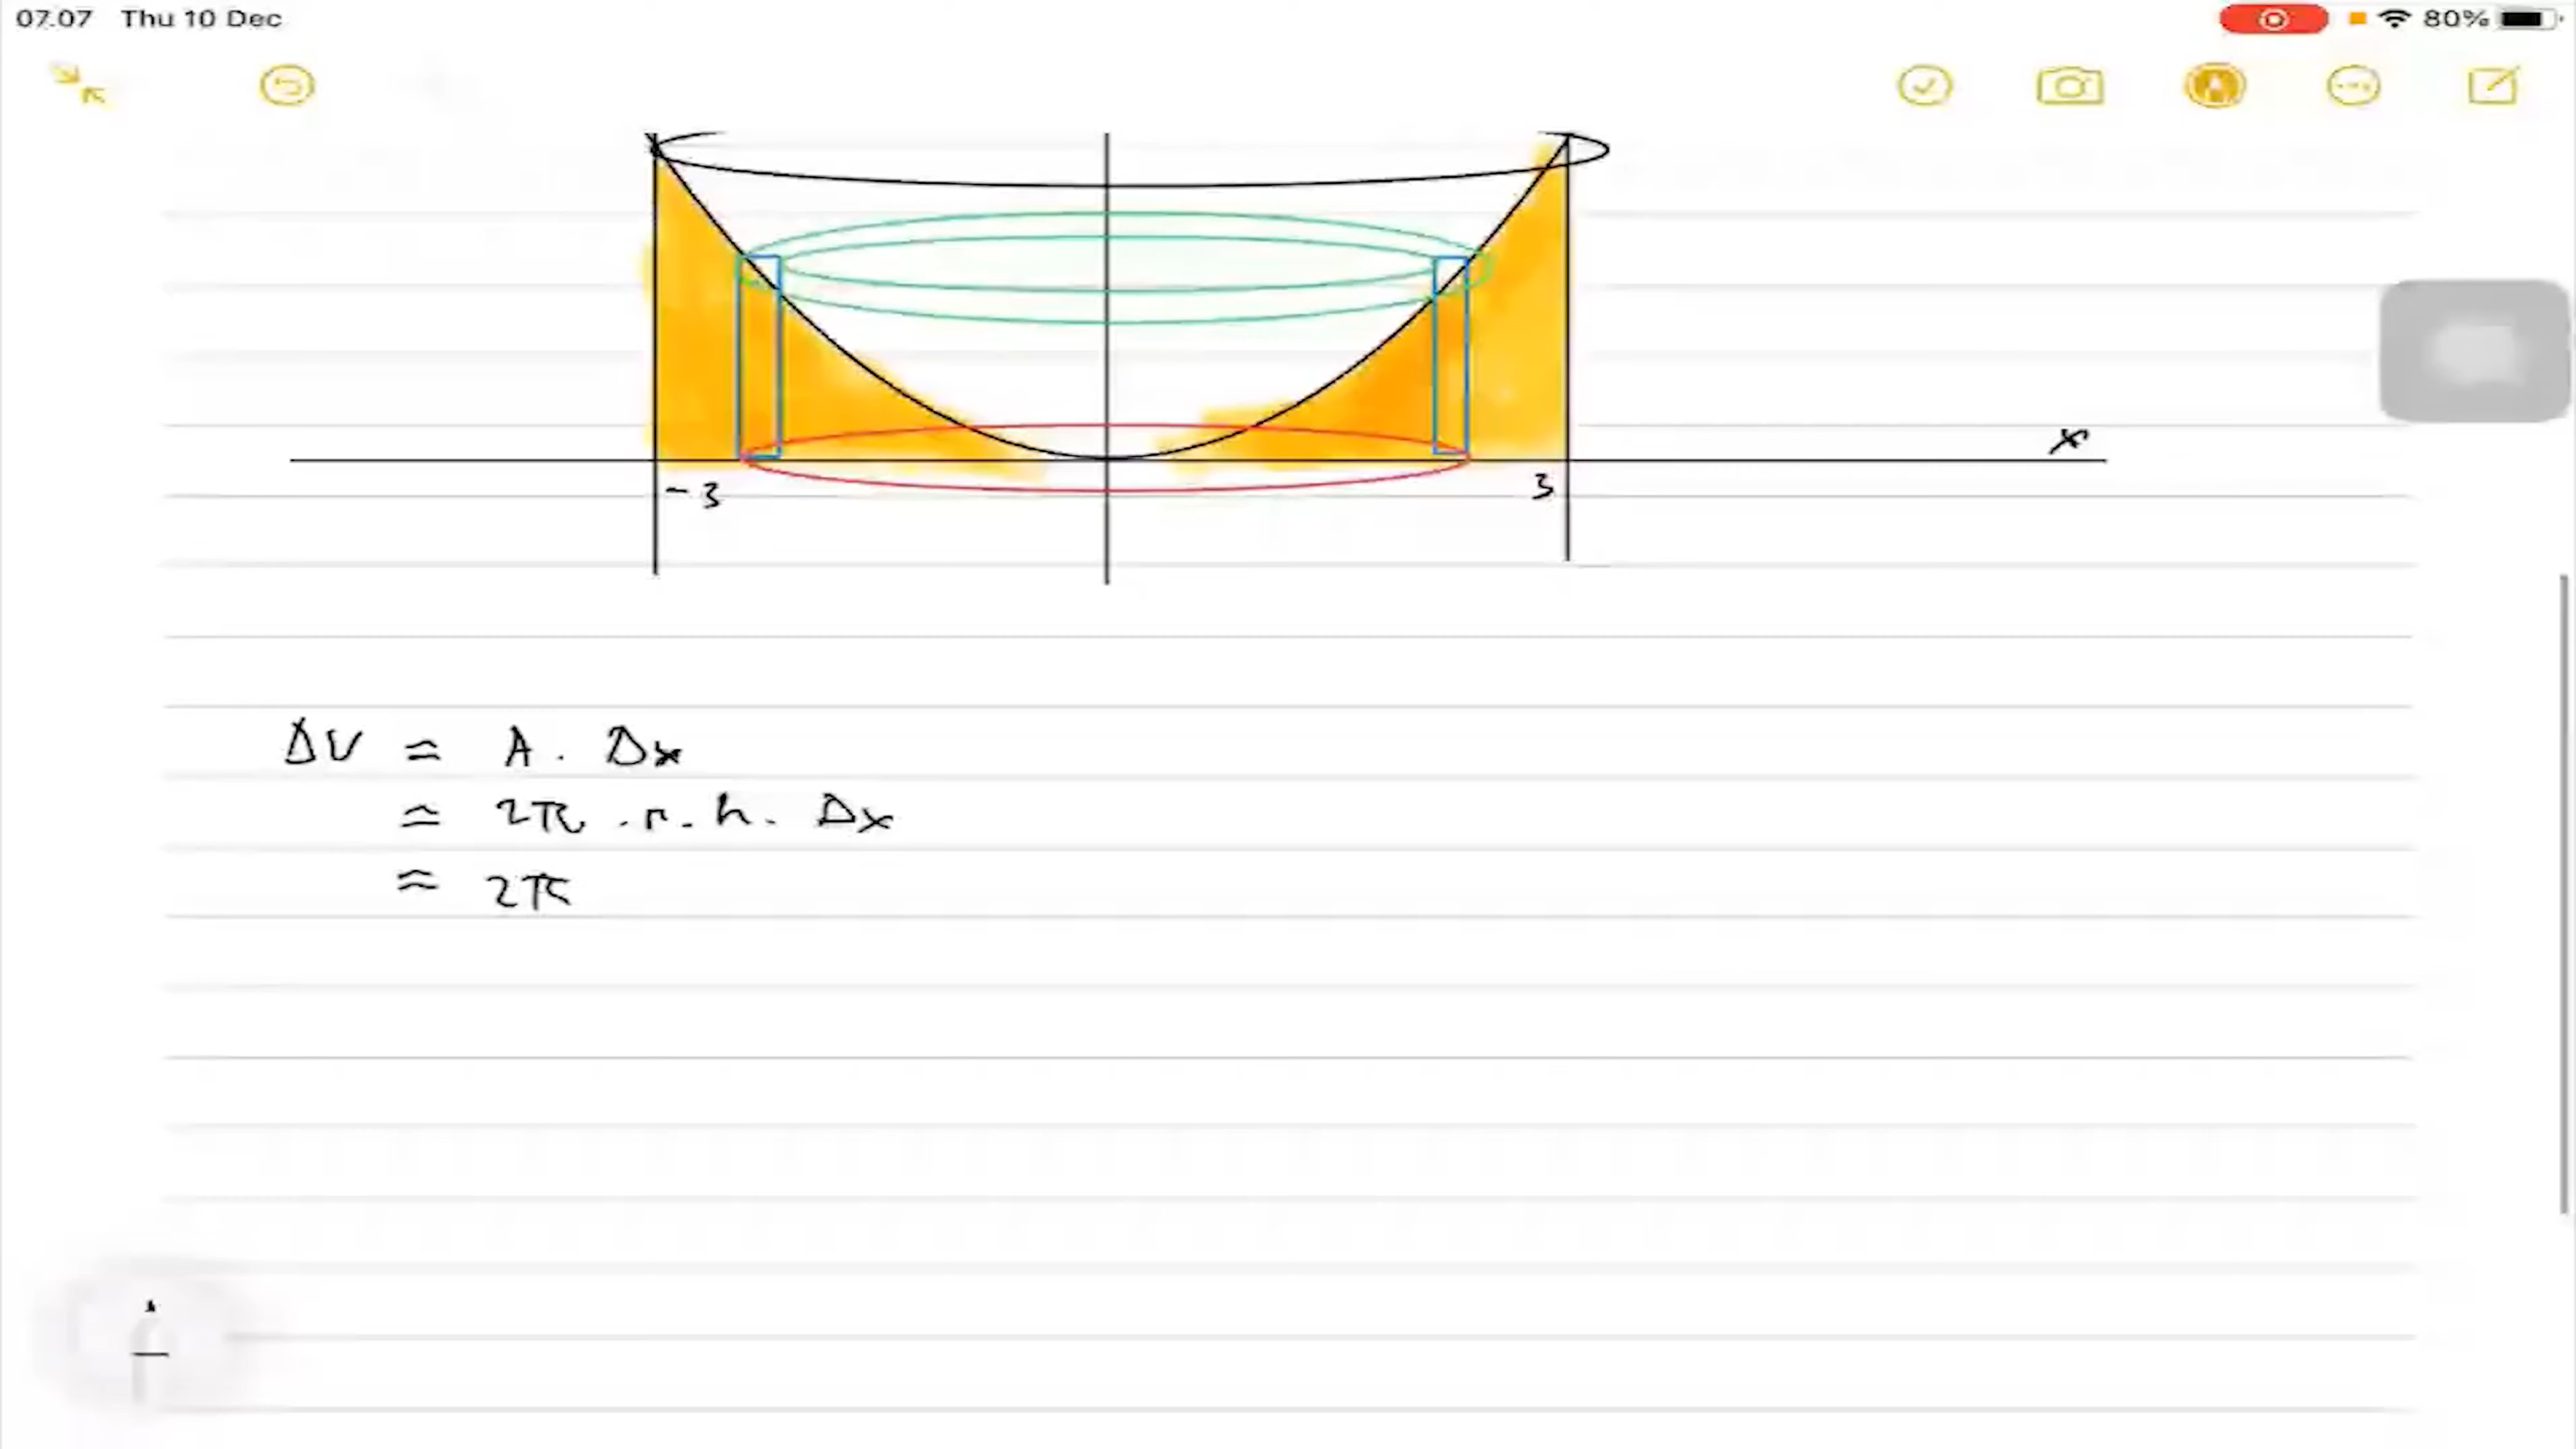 07.07 Thu 10 Dec 80%
x
-3 3
ΔV ≈ A . Δx
≈ 2π . r . h . Δx
≈ 2π